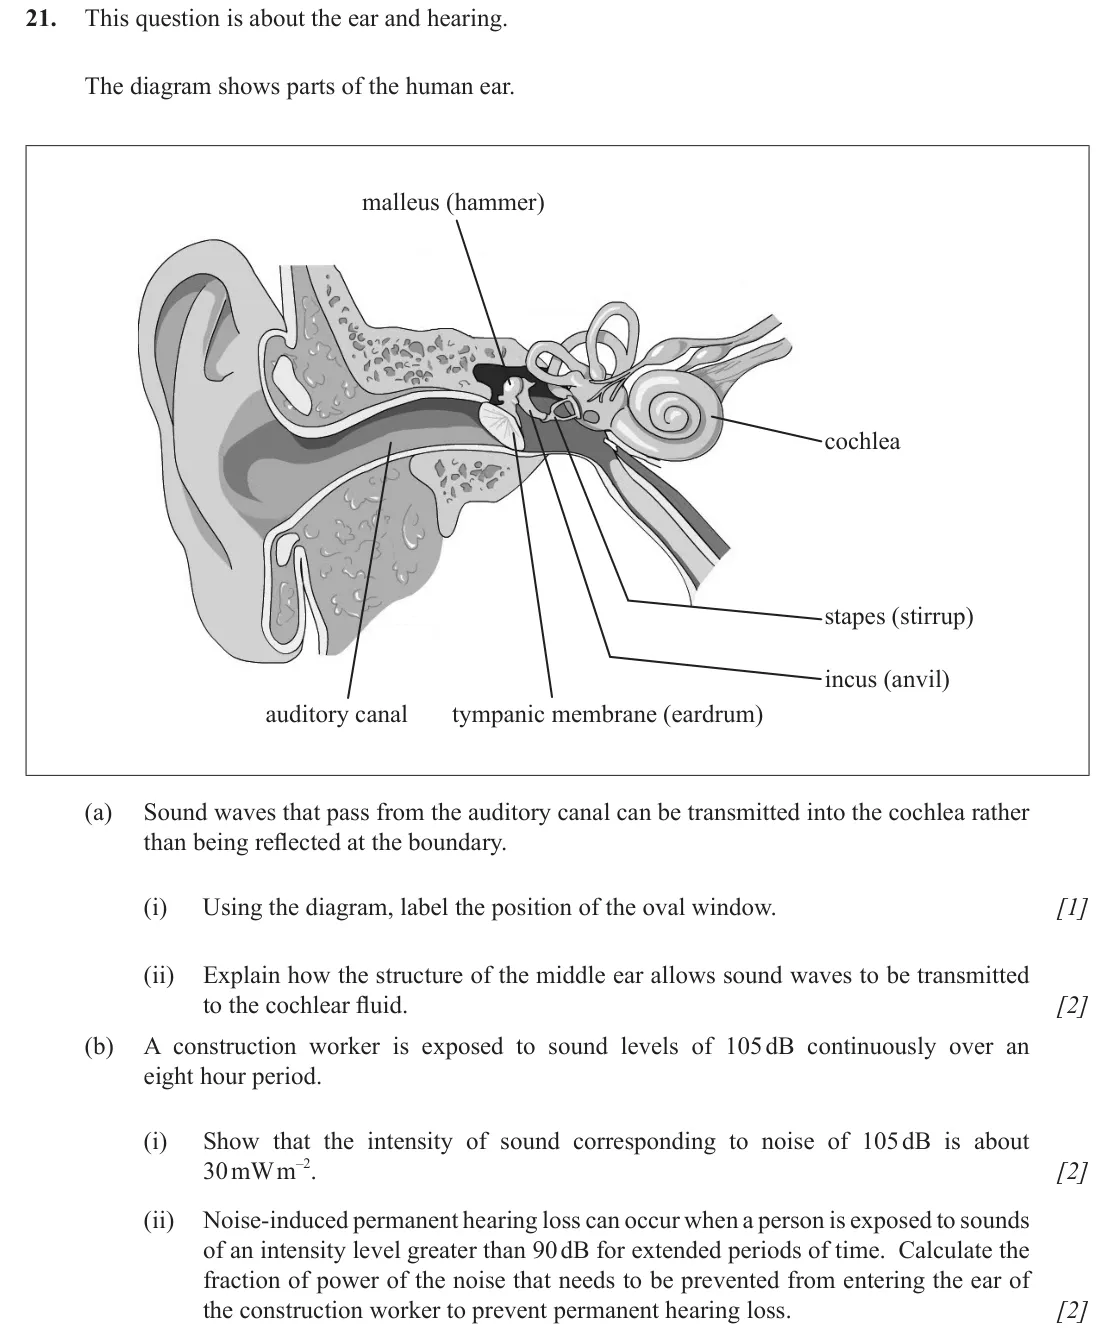 21. This question is about the ear and hearing.
The diagram shows parts of the human ear.
malleus (hammer)
cochlea
stapes (stirrup)
incus (anvil)
auditory canal tympanic membrane (eardrum)
(a) Sound waves that pass from the auditory canal can be transmitted into the cochlea rather
than being reflected at the boundary.
(i) Using the diagram, label the position of the oval window. [1]
(ii) Explain how the structure of the middle ear allows sound waves to be transmitted
to the cochlear fluid. [2]
(b) A construction worker is exposed to sound levels of 105 dB continuously over an
eight hour period.
(i) Show that the intensity of sound corresponding to noise of 105 dB is about
30 mW m⁻². [2]
(ii) Noise-induced permanent hearing loss can occur when a person is exposed to sounds
of an intensity level greater than 90 dB for extended periods of time. Calculate the
fraction of power of the noise that needs to be prevented from entering the ear of
the construction worker to prevent permanent hearing loss. [2]